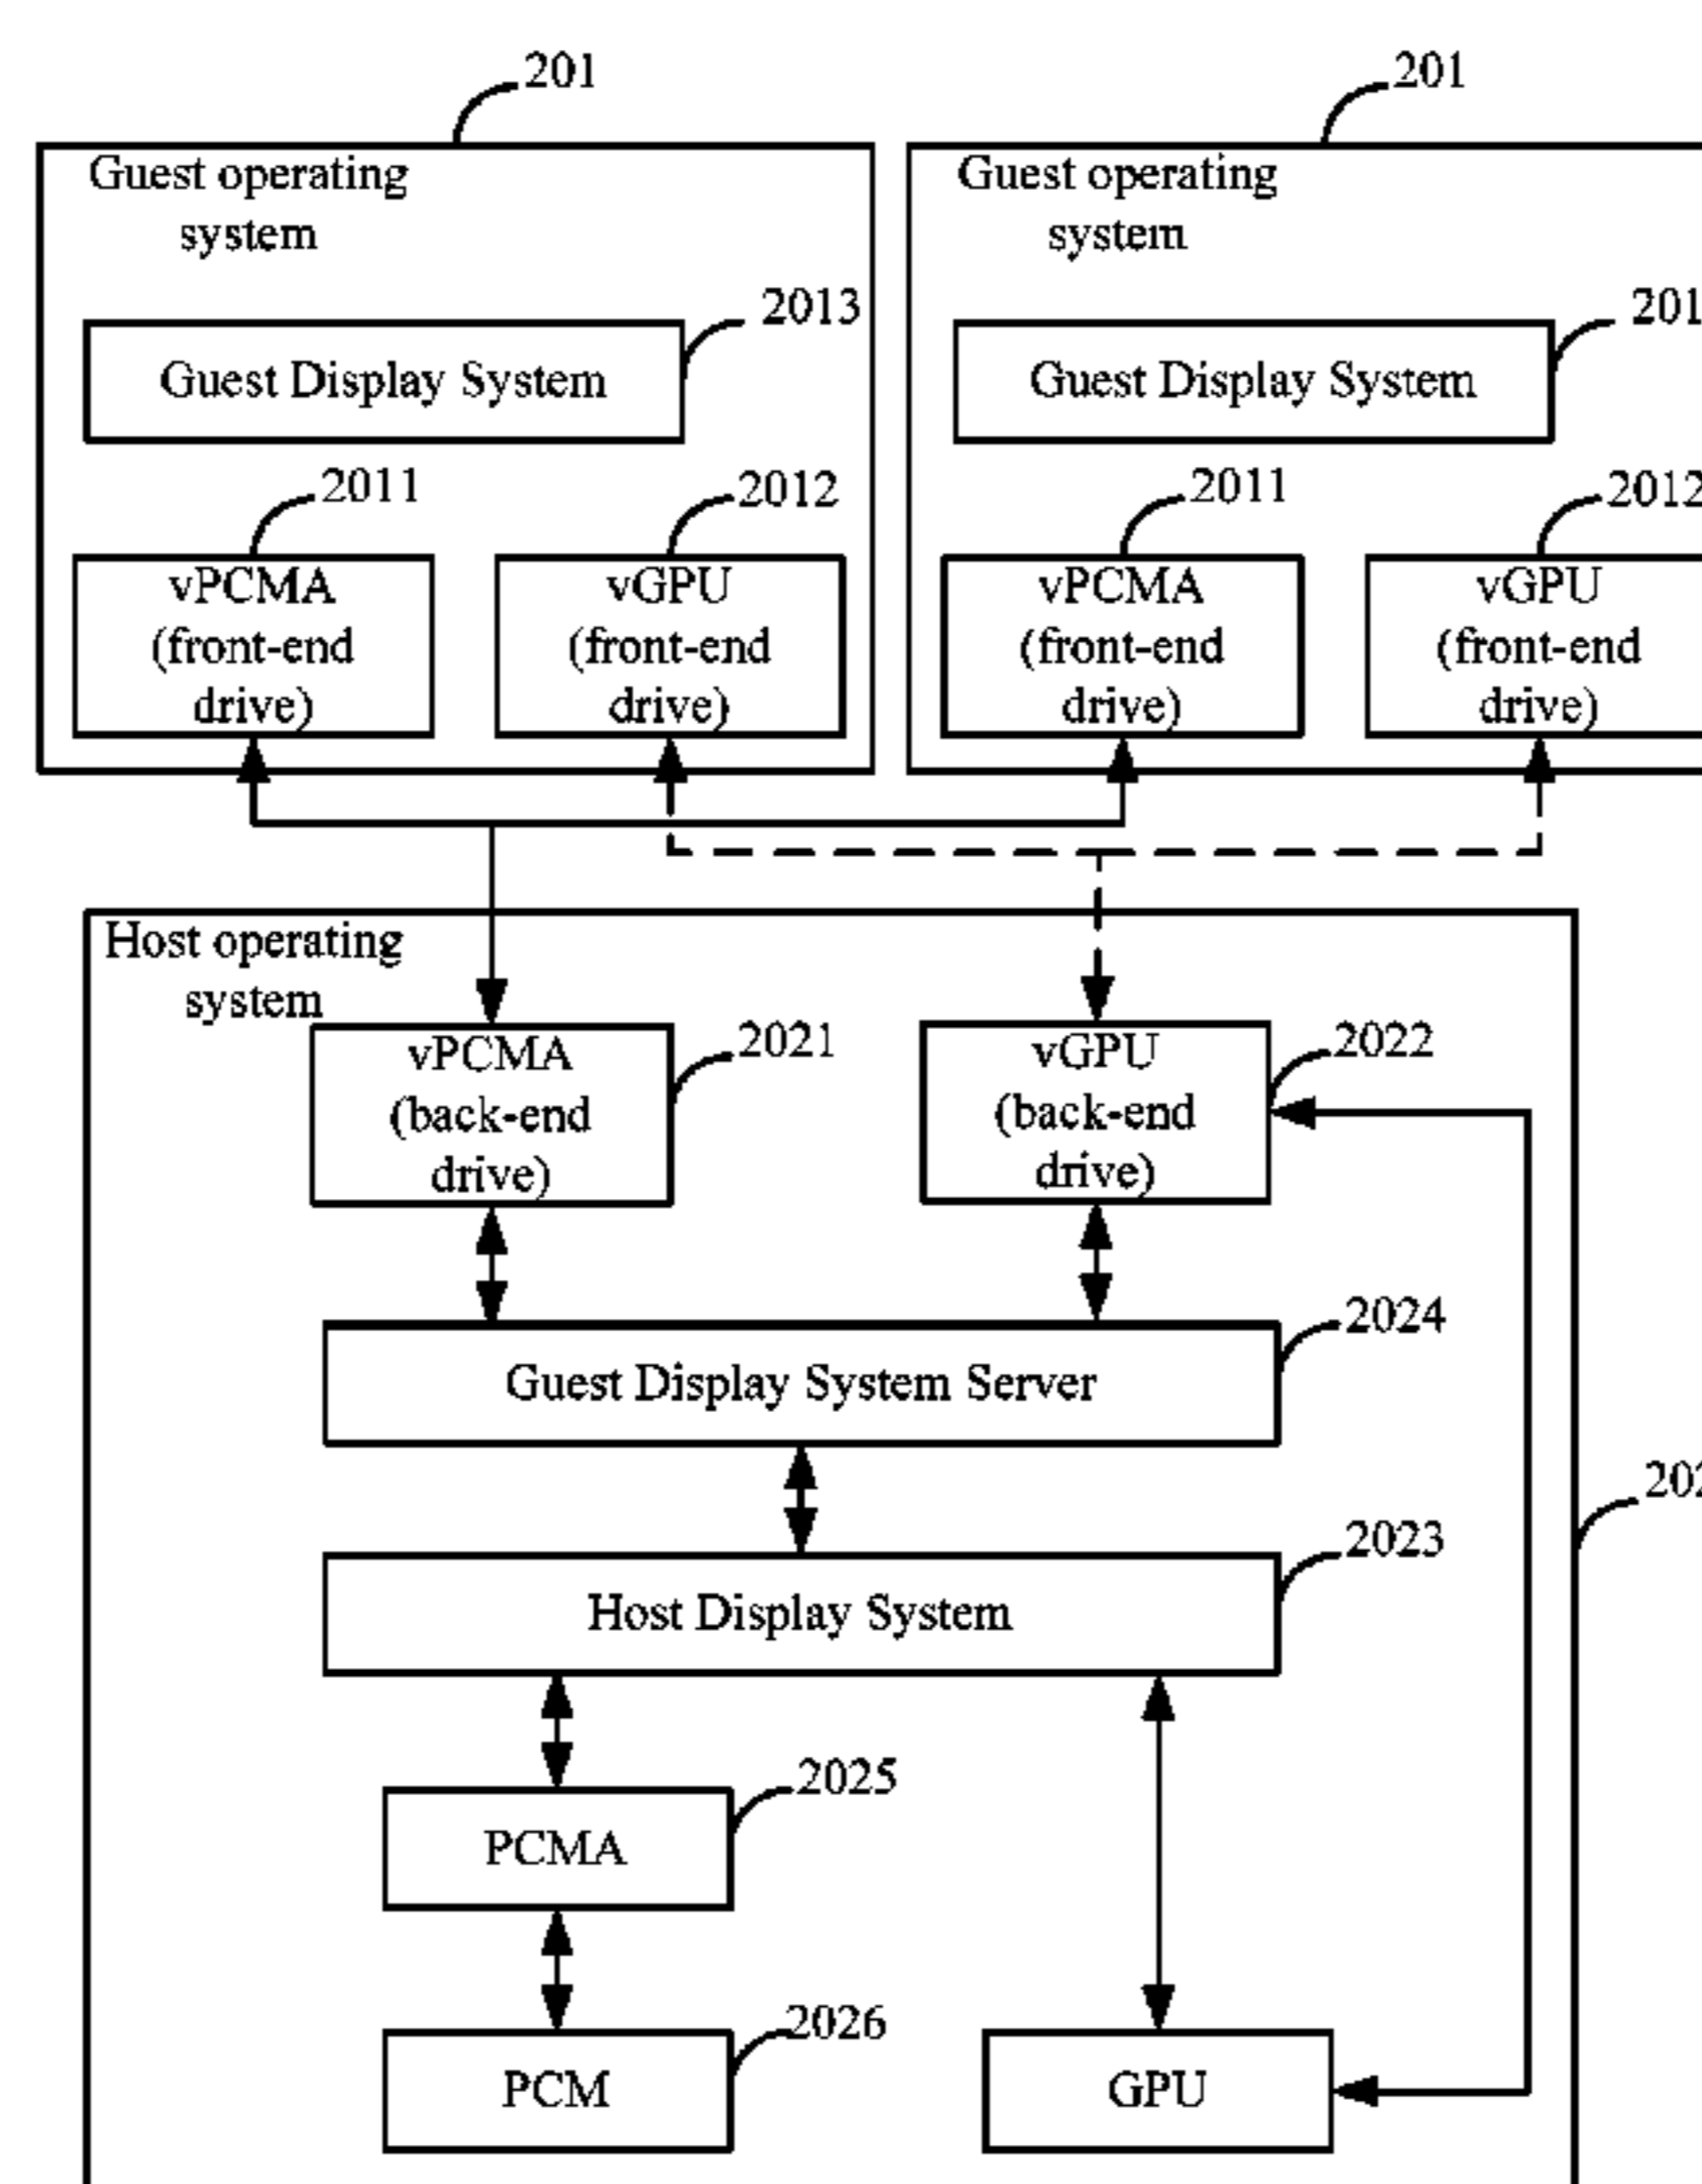 201
201
Guest operating
system
Guest operating
system
2013
201
Guest Display System
Guest Display System
2011
2012
2011
2012
vPCMA
(front-end
drive)
vGPU
(front-end
drive)
vPCMA
(front-end
drive)
vGPU
(front-end
drive)
Host operating
system
2021
2022
vPCMA
(back-end
drive)
vGPU
(back-end
drive)
2024
Guest Display System Server
202
2023
Host Display System
2025
PCMA
2026
PCM
GPU